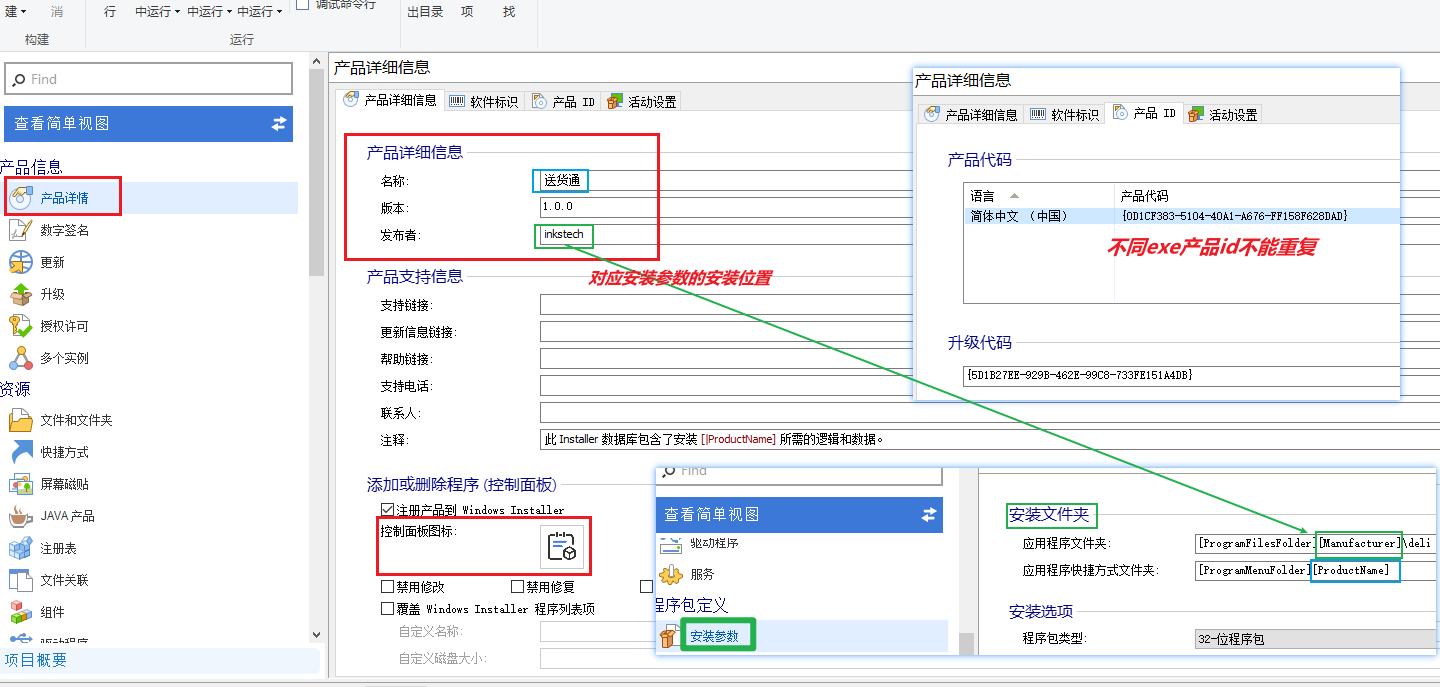 建 消 行 中运行 中运行 中运行 调试命令行 出目录 项 找
构建 运行
Find
查看简单视图
产品信息
产品详情
数字签名
更新
升级
授权许可
多个实例
资源
文件和文件夹
快捷方式
屏幕磁贴
JAVA 产品
注册表
文件关联
组件
驱动程序
项目概要
产品详细信息
产品详细信息 软件标识 产品 ID 活动设置
产品详细信息
名称: 送货通
版本: 1.0.0
发布者: inkstech
对应安装参数的安装位置
产品支持信息
支持链接:
更新信息链接:
帮助链接:
支持电话:
联系人:
注释: 此 Installer 数据库包含了安装 [|ProductName] 所需的逻辑和数据。
添加或删除程序 (控制面板)
注册产品到 Windows Installer
控制面板图标:
禁用修改 禁用修复
覆盖 Windows Installer 程序列表项
自定义名称:
自定义磁盘大小:
产品详细信息
产品详细信息 软件标识 产品 ID 活动设置
产品代码
语言 产品代码
简体中文 (中国) {0D1CF383-5104-40A1-A676-FF158F628DAD}
不同exe产品id不能重复
升级代码
{5D1B27EE-929B-462E-99C8-733FE151A4DB}
Find
查看简单视图
驱动程序
服务
程序包定义
安装参数
安装文件夹
应用程序文件夹: [ProgramFilesFolder][Manufacturer]\deli
应用程序快捷方式文件夹: [ProgramMenuFolder][ProductName]
安装选项
程序包类型: 32-位程序包